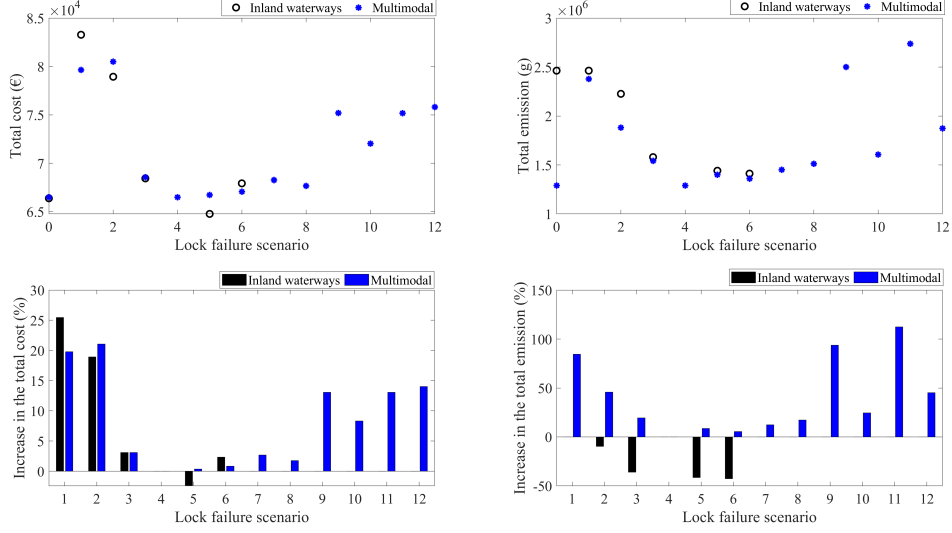 ×10⁴
Inland waterways Multimodal
8.5
8
7.5
7
6.5
Total cost (€)
0 2 4 6 8 10 12
Lock failure scenario
×10⁶
Inland waterways Multimodal
3
2.5
2
1.5
1
Total emission (g)
0 2 4 6 8 10 12
Lock failure scenario
Inland waterways Multimodal
30
25
20
15
10
5
0
Increase in the total cost (%)
1 2 3 4 5 6 7 8 9 10 11 12
Lock failure scenario
Inland waterways Multimodal
150
100
50
0
-50
Increase in the total emission (%)
1 2 3 4 5 6 7 8 9 10 11 12
Lock failure scenario